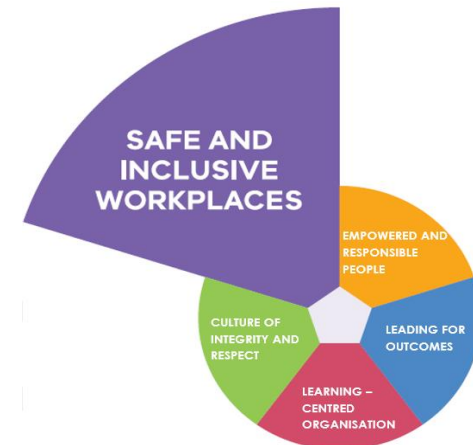 SAFE AND
INCLUSIVE
WORKPLACES
EMPOWERED AND
RESPONSIBLE
PEOPLE
LEADING FOR
OUTCOMES
LEARNING –
CENTRED
ORGANISATION
CULTURE OF
INTEGRITY AND
RESPECT